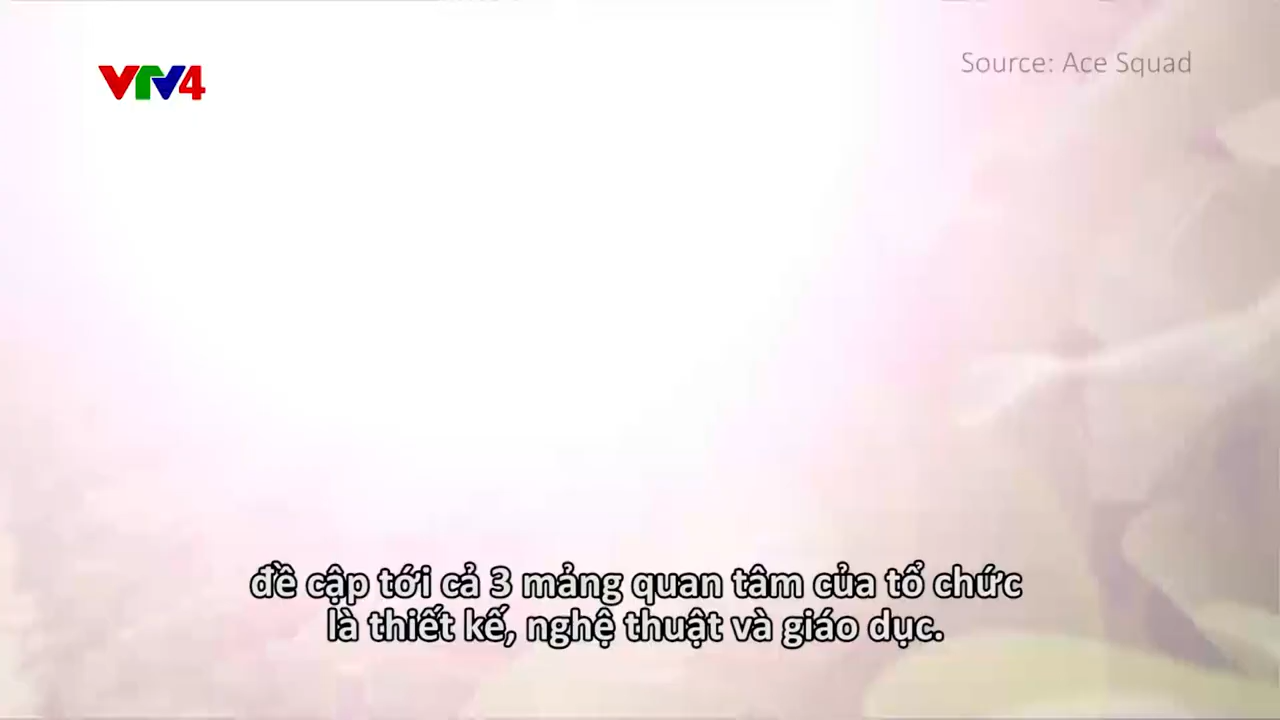 VTV4
Source: Ace Squad
đề cập tới cả 3 mảng quan tâm của tổ chức
là thiết kế, nghệ thuật và giáo dục.